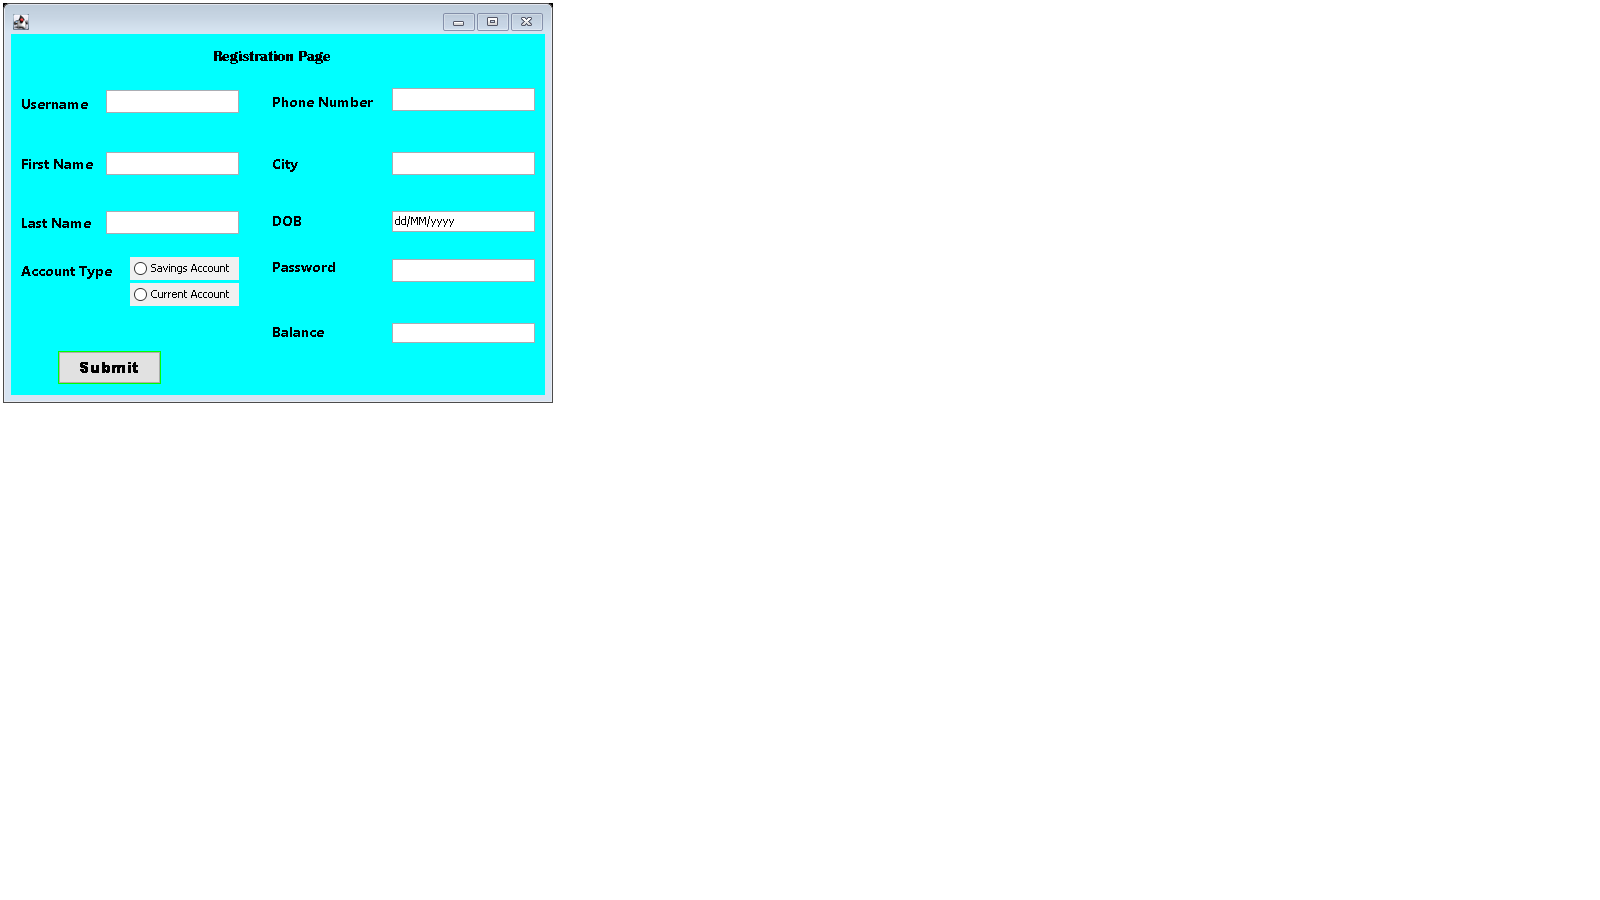 Registration Page
Username
Phone Number
First Name
City
Last Name
DOB
dd/MM/yyyy
Account Type
Savings Account
Password
Current Account
Balance
Submit